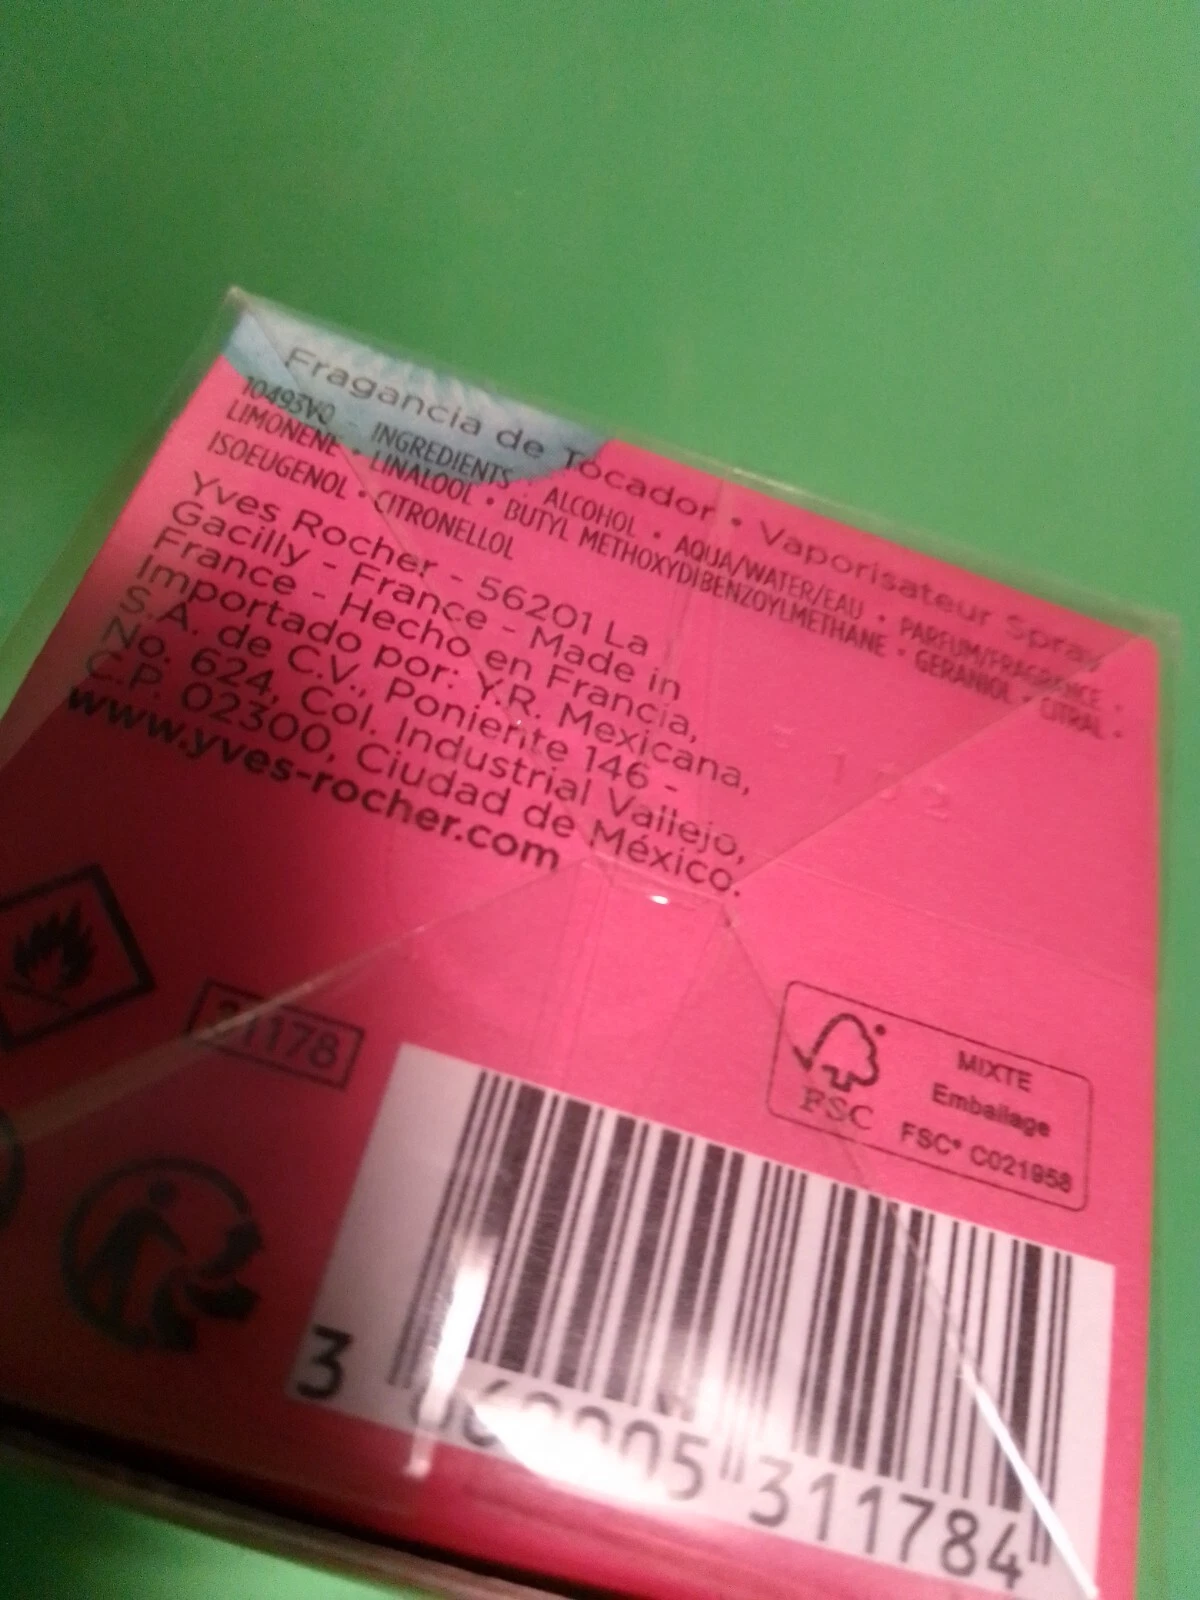 Fragancia de Tocador • Vaporisateur Spray
10493V0 - INGREDIENTS : ALCOHOL • AQUA/WATER/EAU • PARFUM/FRAGRANCE •
LIMONENE • LINALOOL • BUTYL METHOXYDIBENZOYLMETHANE • GERANIOL • CITRAL •
ISOEUGENOL • CITRONELLOL
Yves Rocher - 56201 La
Gacilly - France - Made in
France - Hecho en Francia,
Importado por: Y.R. Mexicana,
S.A. de C.V., Poniente 146 -
No. 624, Col. Industrial Vallejo,
C.P. 02300, Ciudad de México.
www.yves-rocher.com
31178
FSC
MIXTE
Emballage
FSC® C021958
3 311784